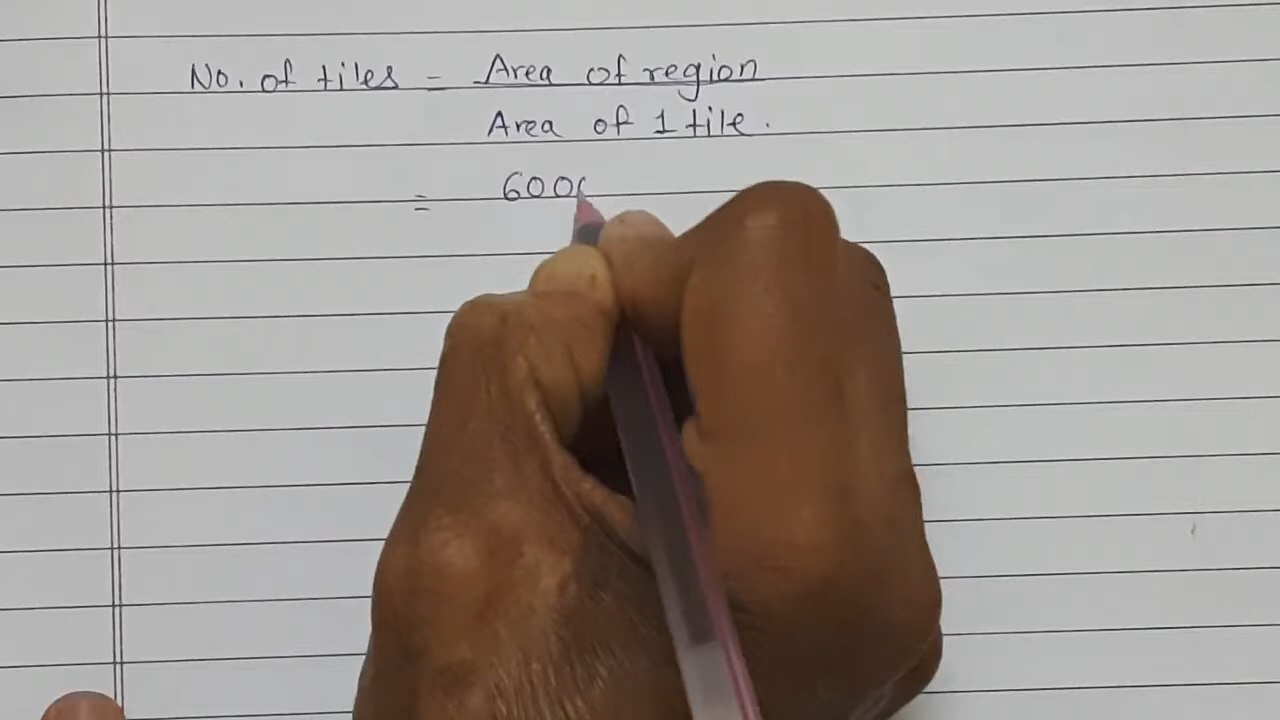 No. of tiles = Area of region
Area of 1 tile.
= 600